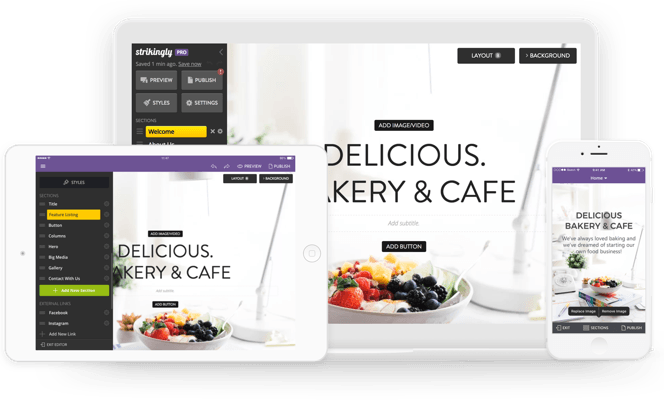 strikingly PRO
Saved 1 min ago. Save now
PREVIEW
PUBLISH
STYLES
SETTINGS
SECTIONS
Welcome
About Us
LAYOUT
BACKGROUND
ADD IMAGE/VIDEO
DELICIOUS.
BAKERY & CAFE
Add subtitle
ADD BUTTON
PREVIEW
PUBLISH
STYLES
SECTIONS
Title
Feature Listing
Button
Columns
Hero
Big Media
Gallery
Contact With Us
Add New Section
EXTERNAL LINKS
Facebook
Instagram
Add New Link
EXIT EDITOR
LAYOUT
BACKGROUND
ADD IMAGE/VIDEO
DELICIOUS.
BAKERY & CAFE
Add subtitle
ADD BUTTON
Home
DELICIOUS
BAKERY & CAFE
We've always loved baking and
we've dreamed of starting our
own food business!
Replace Image
Remove Image
EXIT
SECTIONS
PUBLISH